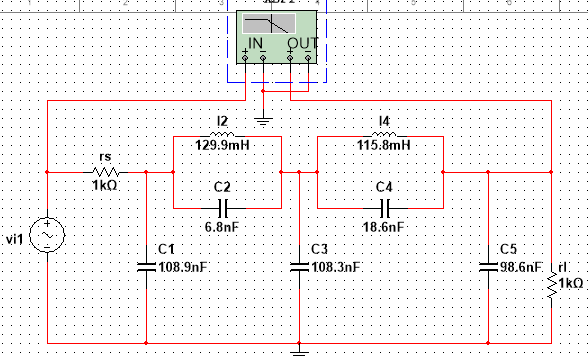 IN OUT
l2
129.9mH
l4
115.8mH
rs
1kΩ
C2
6.8nF
C4
18.6nF
vi1
C1
108.9nF
C3
108.3nF
C5
98.6nF
rl
1kΩ